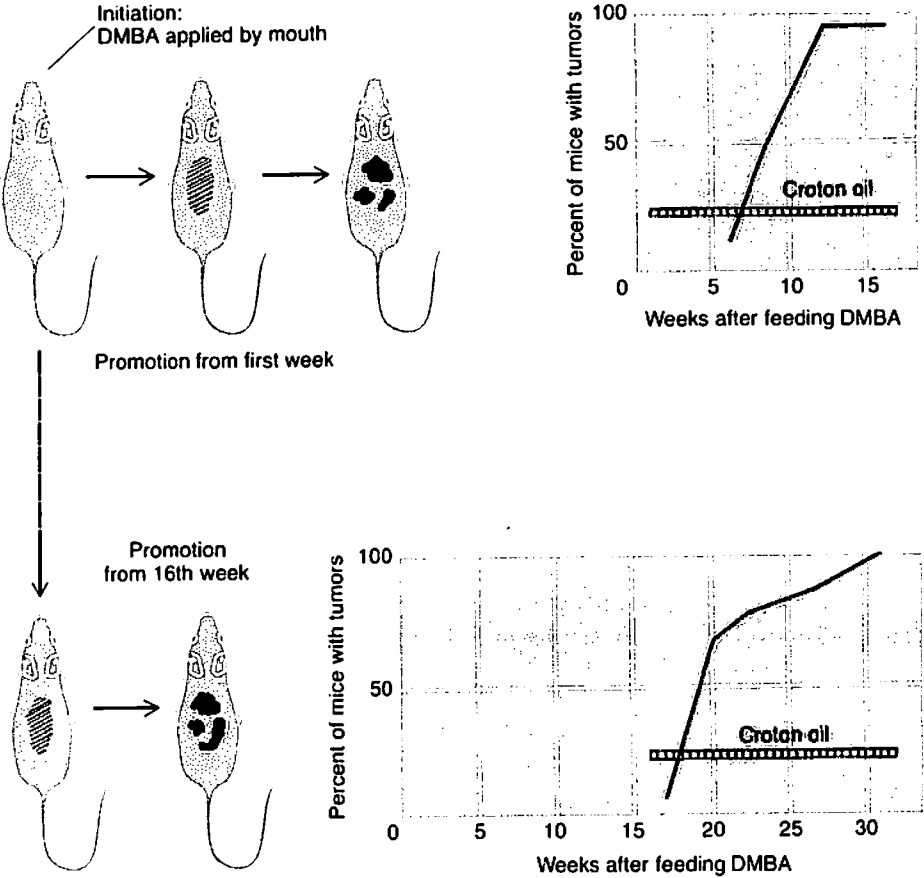 Initiation:
DMBA applied by mouth
Promotion from first week
Percent of mice with tumors
100
50
0
Croton oil
5
10
15
Weeks after feeding DMBA
Promotion
from 16th week
Percent of mice with tumors
100
50
0
Croton oil
5
10
15
20
25
30
Weeks after feeding DMBA